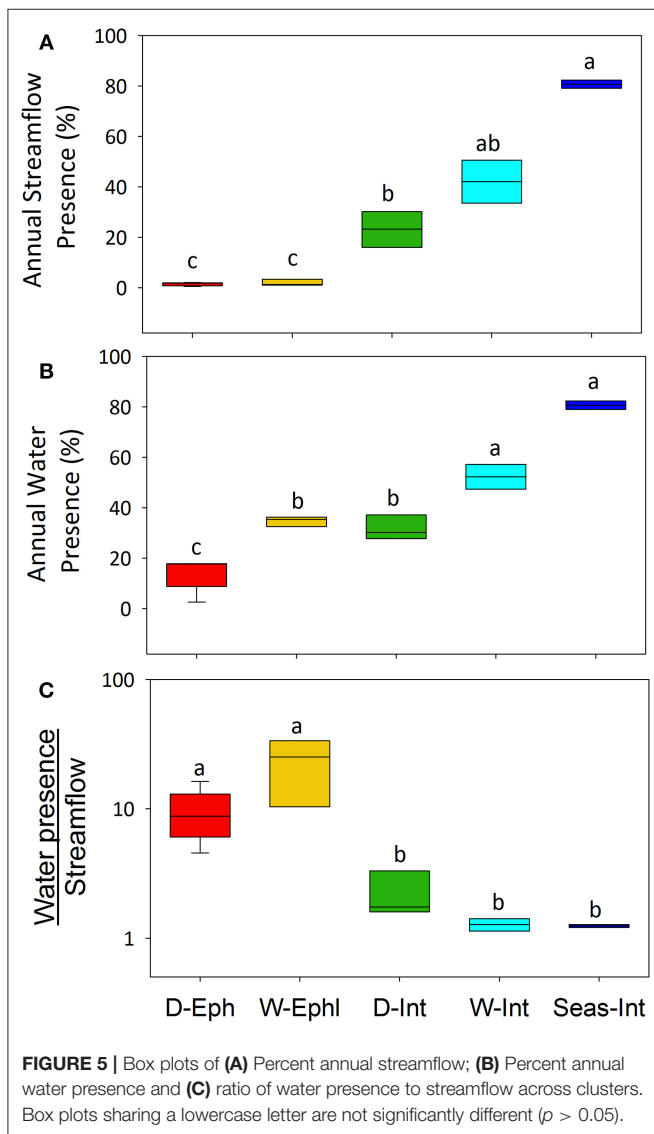 A
Annual Streamflow
Presence (%)
100
80
60
40
20
0
c
c
b
ab
a
B
Annual Water
Presence (%)
100
80
60
40
20
0
c
b
b
a
a
C
Water presence
Streamflow
100
10
1
a
a
b
b
b
D-Eph W-Ephl D-Int W-Int Seas-Int
FIGURE 5 | Box plots of (A) Percent annual streamflow; (B) Percent annual
water presence and (C) ratio of water presence to streamflow across clusters.
Box plots sharing a lowercase letter are not significantly different (p > 0.05).